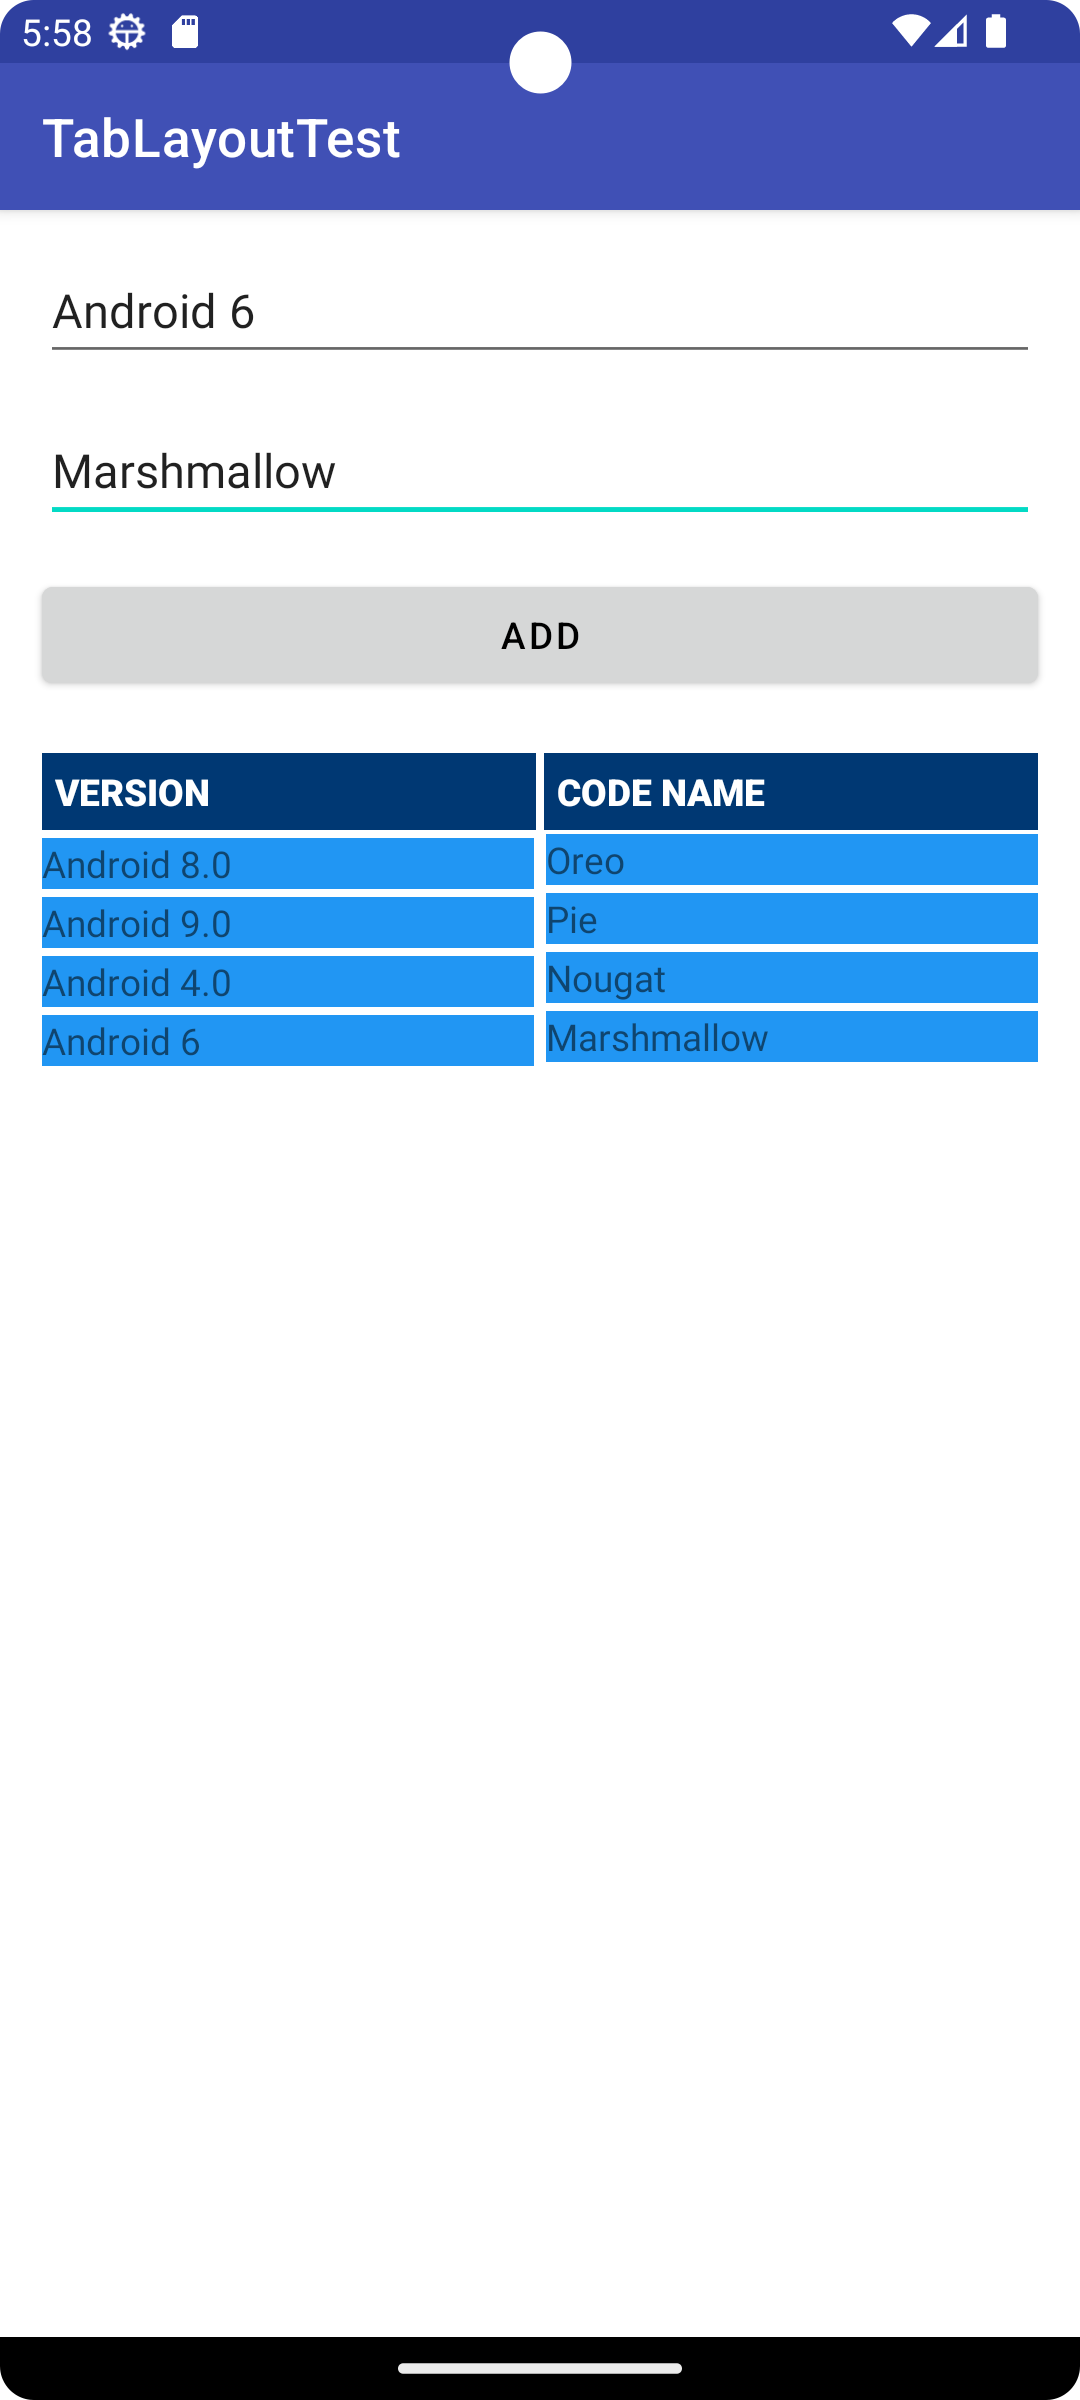 5:58
TabLayoutTest
Android 6
Marshmallow
ADD
VERSION CODE NAME
Android 8.0 Oreo
Android 9.0 Pie
Android 4.0 Nougat
Android 6 Marshmallow